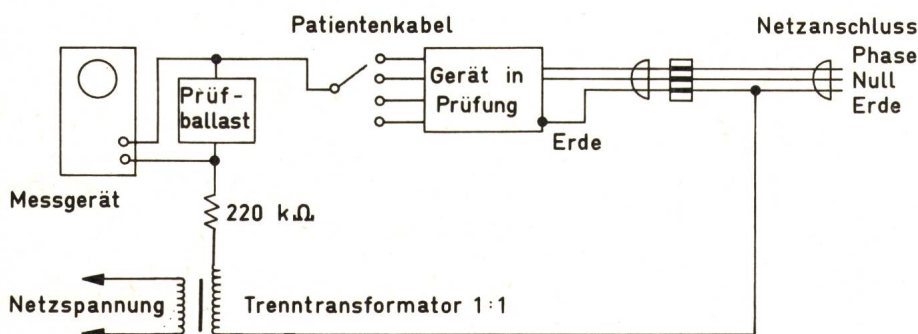 Patientenkabel
Netzanschluss
Phase
Null
Erde
Gerät in
Prüfung
Prüf-
ballast
Erde
Messgerät
220 kΩ
Netzspannung
Trenntransformator 1:1